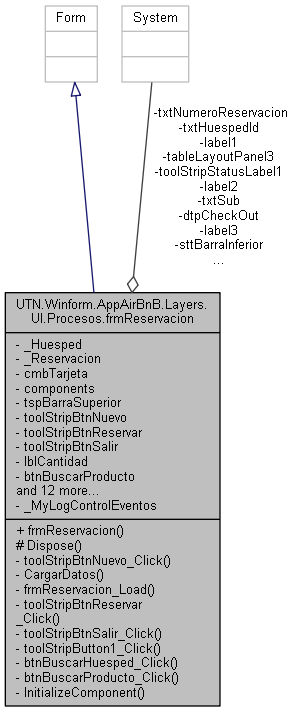 Form
System
-txtNumeroReservacion
-txtHuespedId
-label1
-tableLayoutPanel3
-toolStripStatusLabel1
-label2
-txtSub
-dtpCheckOut
-label3
-sttBarraInferior
...
UTN.Winform.AppAirBnB.Layers.
UI.Procesos.frmReservacion
- _Huesped
- _Reservacion
- cmbTarjeta
- components
- tspBarraSuperior
- toolStripBtnNuevo
- toolStripBtnReservar
- toolStripBtnSalir
- lblCantidad
- btnBuscarProducto
and 12 more...
- _MyLogControlEventos
+ frmReservacion()
# Dispose()
- toolStripBtnNuevo_Click()
- CargarDatos()
- frmReservacion_Load()
- toolStripBtnReservar
_Click()
- toolStripBtnSalir_Click()
- toolStripButton1_Click()
- btnBuscarHuesped_Click()
- btnBuscarProducto_Click()
- InitializeComponent()